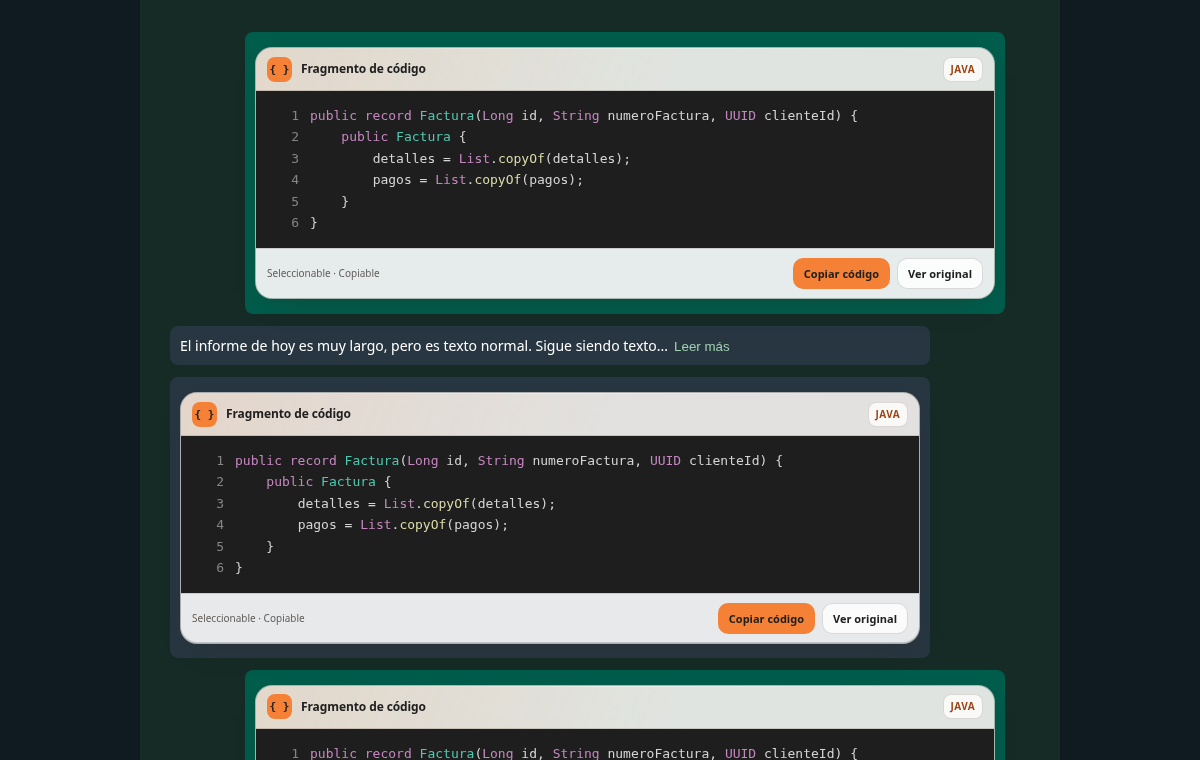 { } Fragmento de código JAVA
1 public record Factura(Long id, String numeroFactura, UUID clienteId) {
2     public Factura {
3         detalles = List.copyOf(detalles);
4         pagos = List.copyOf(pagos);
5     }
6 }
Seleccionable · Copiable Copiar código Ver original
El informe de hoy es muy largo, pero es texto normal. Sigue siendo texto... Leer más
{ } Fragmento de código JAVA
1 public record Factura(Long id, String numeroFactura, UUID clienteId) {
2     public Factura {
3         detalles = List.copyOf(detalles);
4         pagos = List.copyOf(pagos);
5     }
6 }
Seleccionable · Copiable Copiar código Ver original
{ } Fragmento de código JAVA
1 public record Factura(Long id, String numeroFactura, UUID clienteId) {